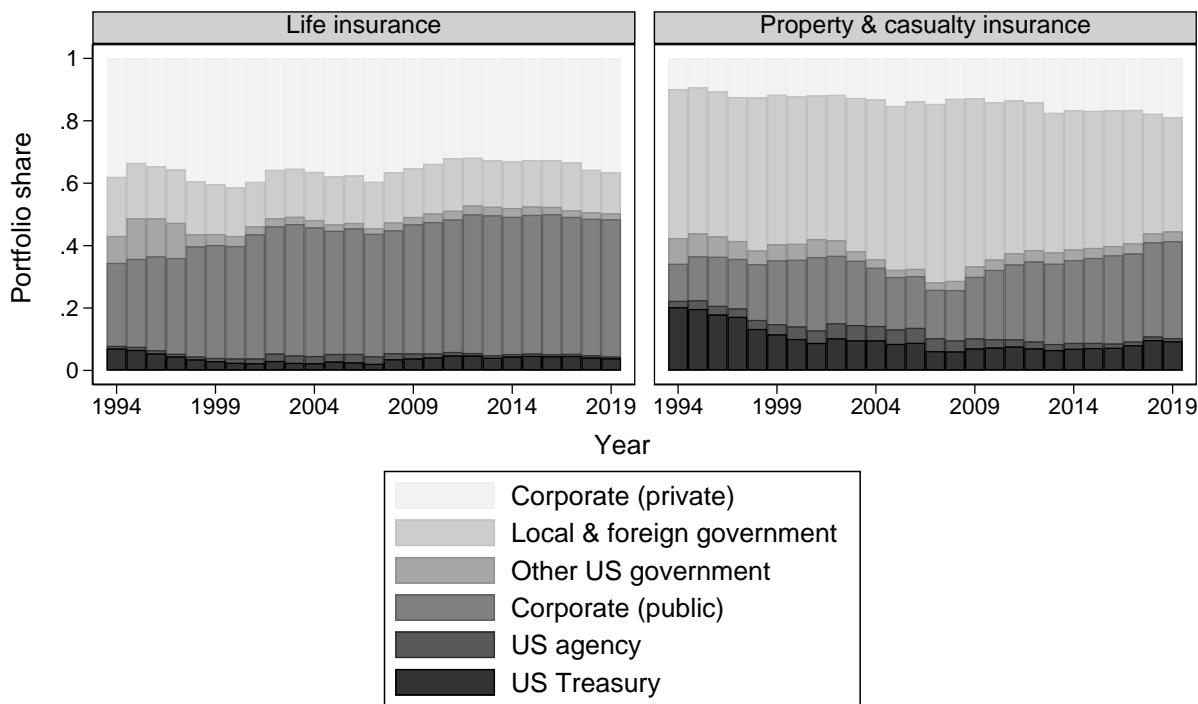 Life insurance
Property & casualty insurance
Portfolio share
1
.8
.6
.4
.2
0
1994 1999 2004 2009 2014 2019
1994 1999 2004 2009 2014 2019
Year
Corporate (private)
Local & foreign government
Other US government
Corporate (public)
US agency
US Treasury